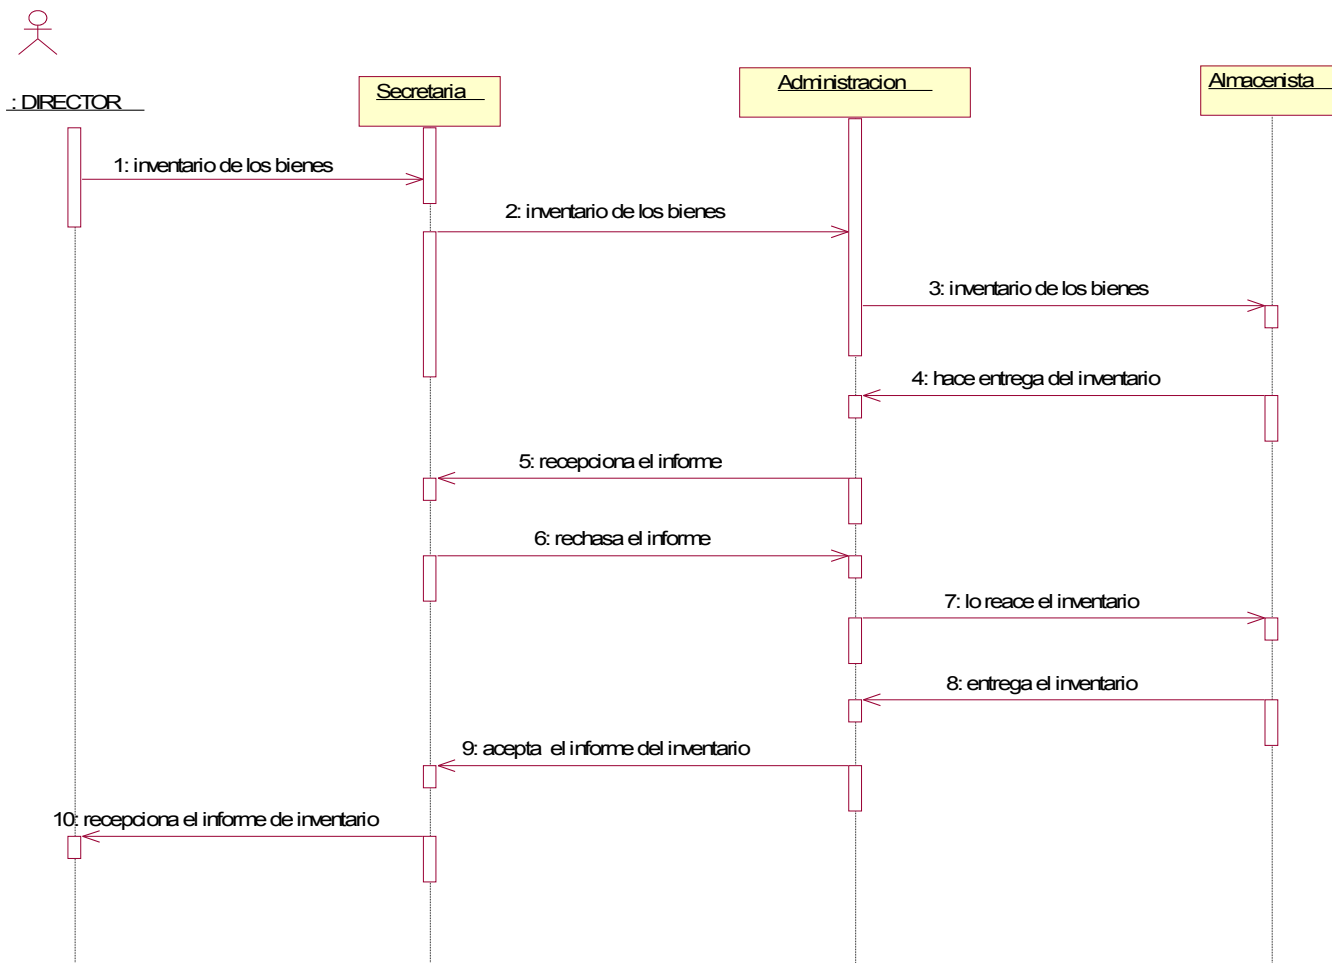 : DIRECTOR
Secretaria
Administracion
Almacenista
1: inventario de los bienes
2: inventario de los bienes
3: inventario de los bienes
4: hace entrega del inventario
5: recepciona el informe
6: rechasa el informe
7: lo reace el inventario
8: entrega el inventario
9: acepta el informe del inventario
10: recepciona el informe de inventario